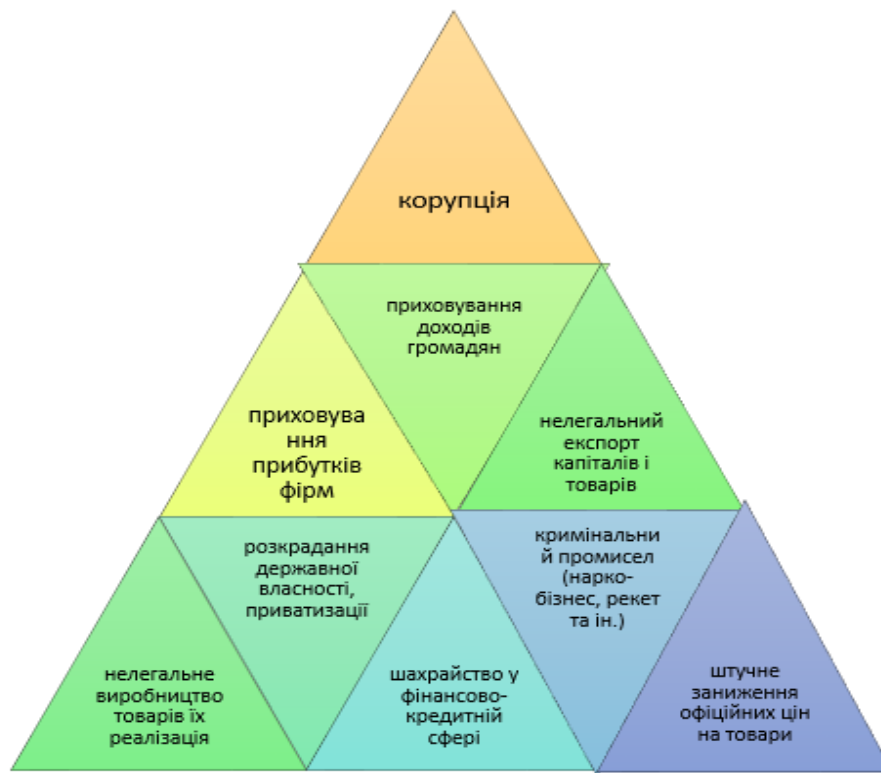 корупція
приховування
доходів
громадян
приховува
ння
прибутків
фірм
нелегальний
експорт
капіталів і
товарів
розкрадання
державної
власності,
приватизації
кримінальни
й промисел
(нарко-
бізнес, рекет
та ін.)
нелегальне
виробництво
товарів їх
реалізація
шахрайство у
фінансово-
кредитній
сфері
штучне
заниження
офіційних цін
на товари